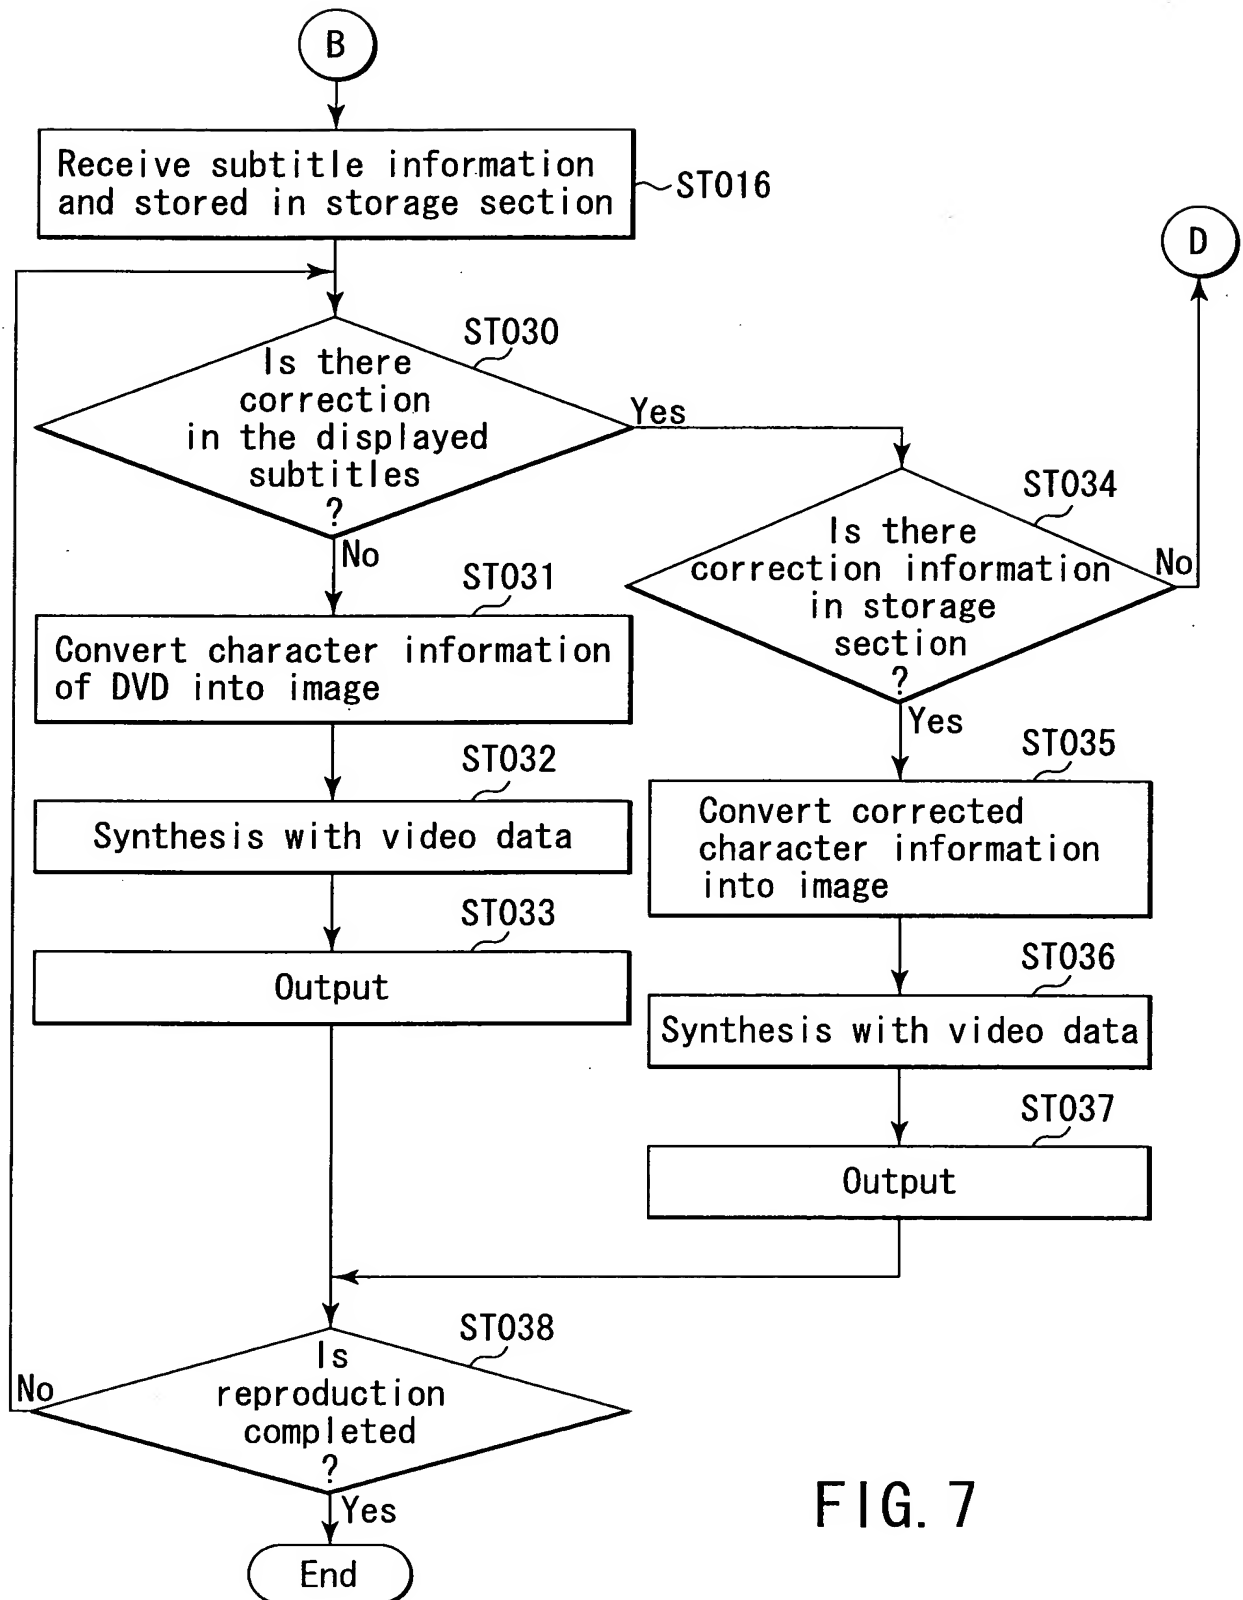 B
Receive subtitle information
and stored in storage section
ST016
D
ST030
Is there
correction
in the displayed
subtitles
?
Yes
No
ST034
Is there
correction information
in storage
section
?
No
Yes
ST031
Convert character information
of DVD into image
ST032
Synthesis with video data
ST033
Output
ST035
Convert corrected
character information
into image
ST036
Synthesis with video data
ST037
Output
ST038
Is
reproduction
completed
?
No
Yes
End
FIG. 7